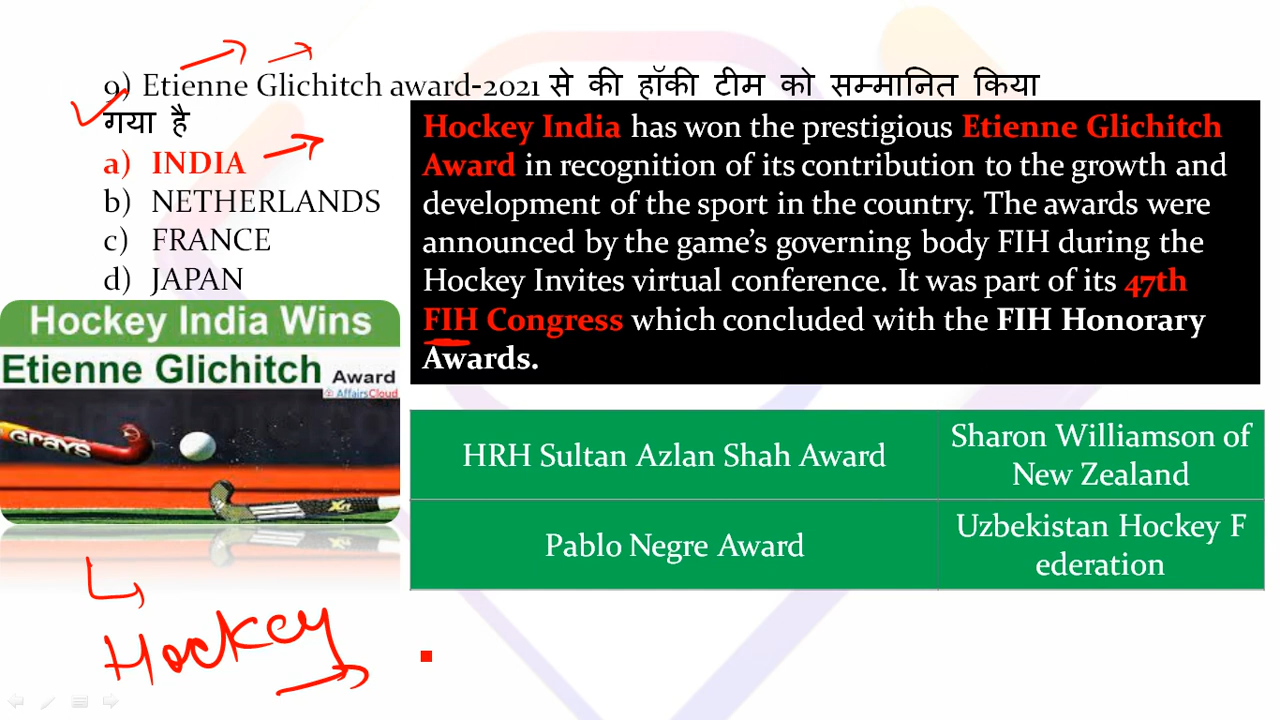 9) Etienne Glichitch award-2021 से की हॉकी टीम को सम्मानित किया
गया है
a) INDIA
b) NETHERLANDS
c) FRANCE
d) JAPAN
Hockey India has won the prestigious Etienne Glichitch
Award in recognition of its contribution to the growth and
development of the sport in the country. The awards were
announced by the game's governing body FIH during the
Hockey Invites virtual conference. It was part of its 47th
FIH Congress which concluded with the FIH Honorary
Awards.
Hockey India Wins
Etienne Glichitch Award
AffairsCloud
GRAYS
HRH Sultan Azlan Shah Award
Sharon Williamson of
New Zealand
Pablo Negre Award
Uzbekistan Hockey F
ederation
Hockey